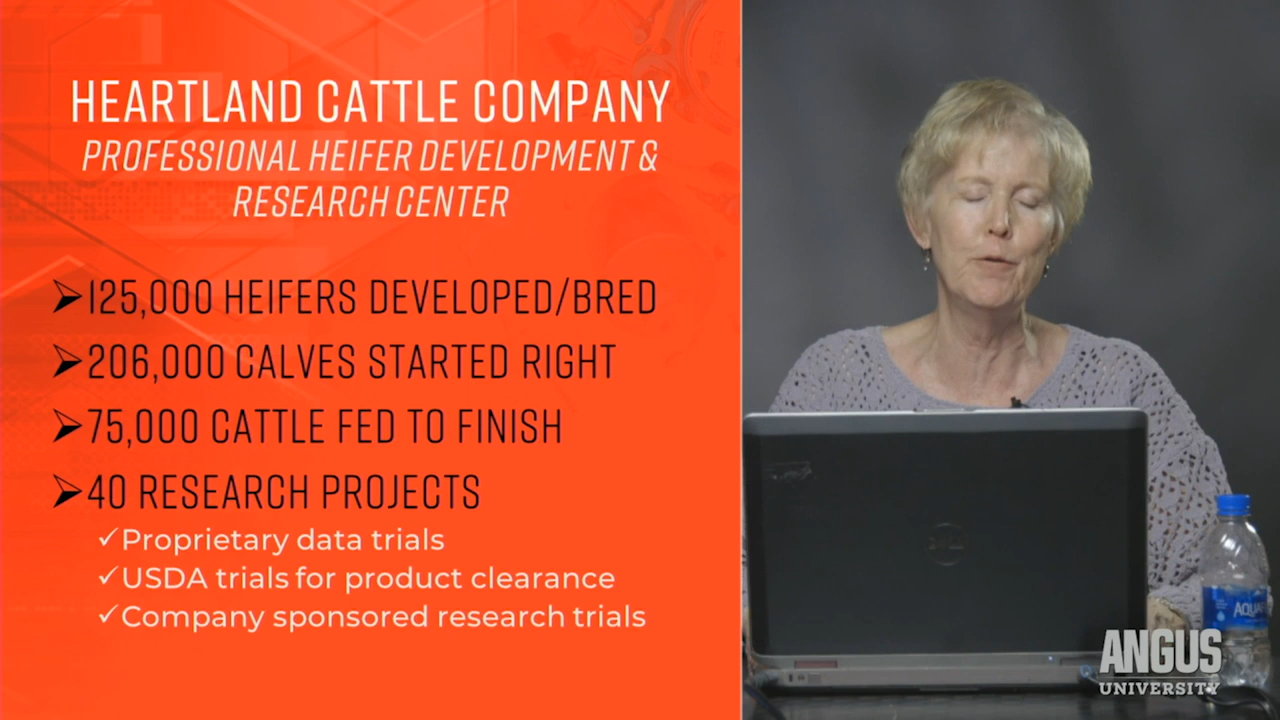 HEARTLAND CATTLE COMPANY
PROFESSIONAL HEIFER DEVELOPMENT &
RESEARCH CENTER
➢125,000 HEIFERS DEVELOPED/BRED
➢206,000 CALVES STARTED RIGHT
➢75,000 CATTLE FED TO FINISH
➢40 RESEARCH PROJECTS
✓Proprietary data trials
✓USDA trials for product clearance
✓Company sponsored research trials
DELL
ANGUS
UNIVERSITY